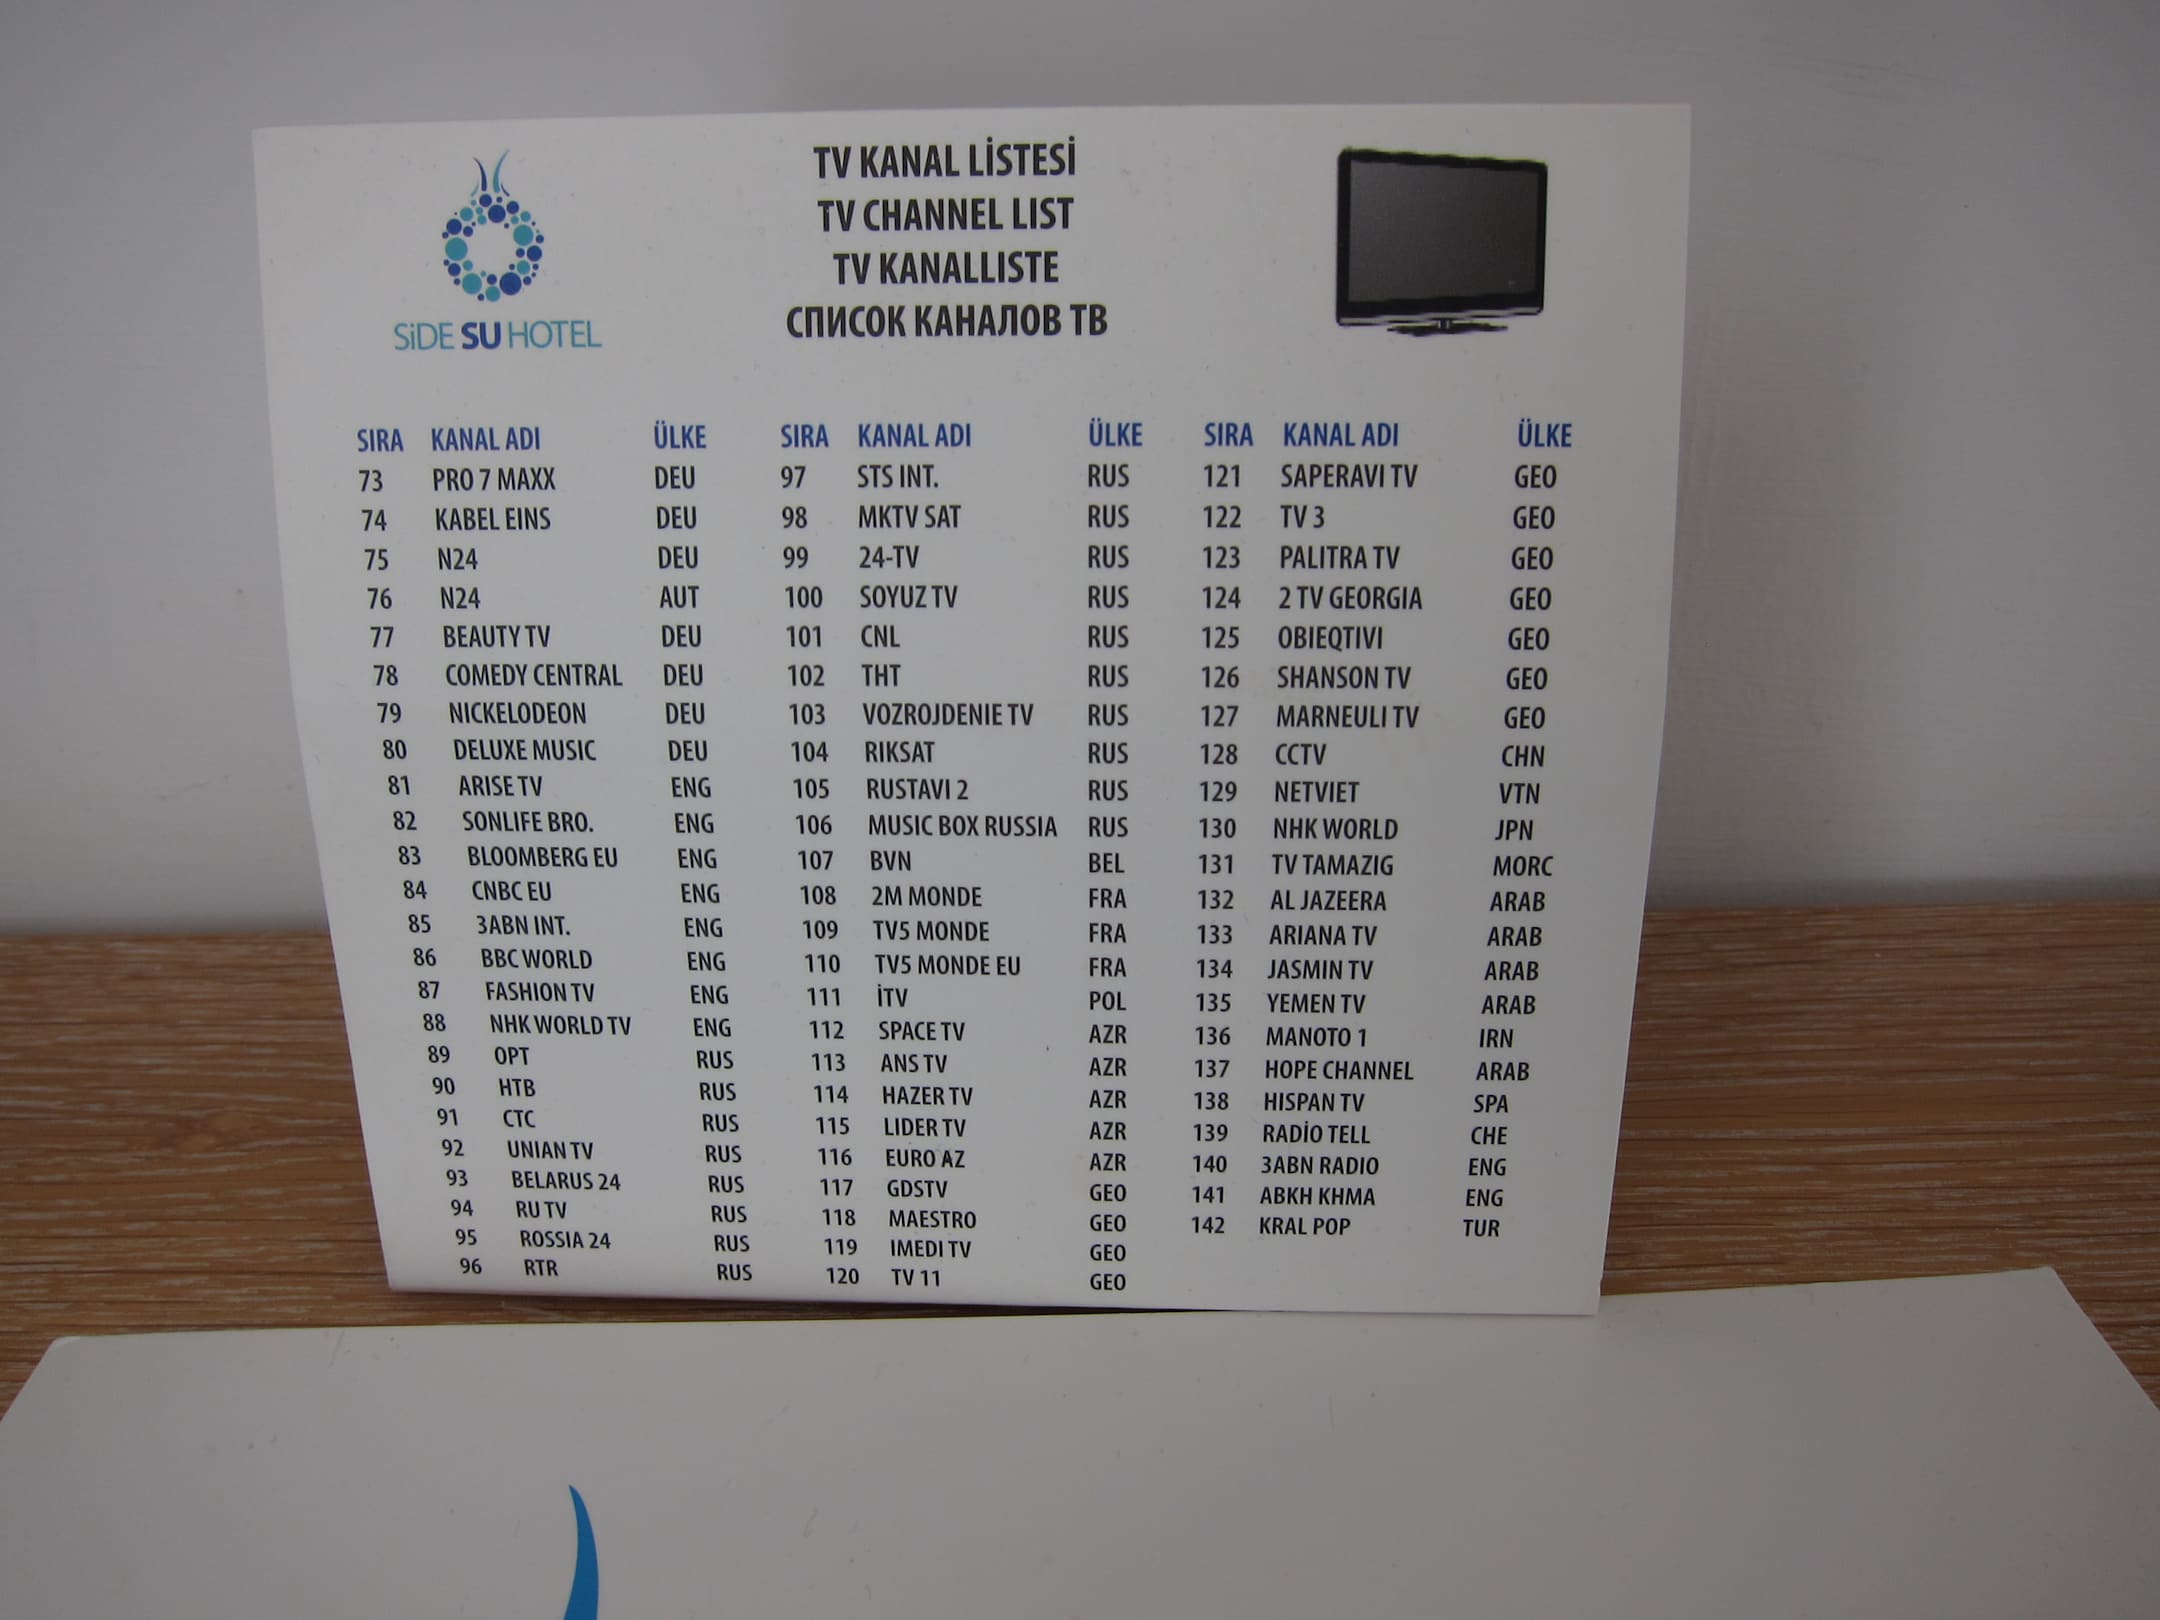 SiDE SU HOTEL
TV KANAL LİSTESİ
TV CHANNEL LIST
TV KANALLISTE
СПИСОК КАНАЛОВ ТВ
SIRA KANAL ADI ÜLKE
73 PRO 7 MAXX DEU
74 KABEL EINS DEU
75 N24 DEU
76 N24 AUT
77 BEAUTY TV DEU
78 COMEDY CENTRAL DEU
79 NICKELODEON DEU
80 DELUXE MUSIC DEU
81 ARISE TV ENG
82 SONLIFE BRO. ENG
83 BLOOMBERG EU ENG
84 CNBC EU ENG
85 3ABN INT. ENG
86 BBC WORLD ENG
87 FASHION TV ENG
88 NHK WORLD TV ENG
89 OPT RUS
90 HTB RUS
91 CTC RUS
92 UNIAN TV RUS
93 BELARUS 24 RUS
94 RU TV RUS
95 ROSSIA 24 RUS
96 RTR RUS
SIRA KANAL ADI ÜLKE
97 STS INT. RUS
98 MKTV SAT RUS
99 24-TV RUS
100 SOYUZ TV RUS
101 CNL RUS
102 THT RUS
103 VOZROJDENIE TV RUS
104 RIKSAT RUS
105 RUSTAVI 2 RUS
106 MUSIC BOX RUSSIA RUS
107 BVN BEL
108 2M MONDE FRA
109 TV5 MONDE FRA
110 TV5 MONDE EU FRA
111 İTV POL
112 SPACE TV AZR
113 ANS TV AZR
114 HAZER TV AZR
115 LIDER TV AZR
116 EURO AZ AZR
117 GDSTV GEO
118 MAESTRO GEO
119 IMEDI TV GEO
120 TV 11 GEO
SIRA KANAL ADI ÜLKE
121 SAPERAVI TV GEO
122 TV 3 GEO
123 PALITRA TV GEO
124 2 TV GEORGIA GEO
125 OBIEQTIVI GEO
126 SHANSON TV GEO
127 MARNEULI TV GEO
128 CCTV CHN
129 NETVIET VTN
130 NHK WORLD JPN
131 TV TAMAZIG MORC
132 AL JAZEERA ARAB
133 ARIANA TV ARAB
134 JASMIN TV ARAB
135 YEMEN TV ARAB
136 MANOTO 1 IRN
137 HOPE CHANNEL ARAB
138 HISPAN TV SPA
139 RADİO TELL CHE
140 3ABN RADIO ENG
141 ABKH KHMA ENG
142 KRAL POP TUR